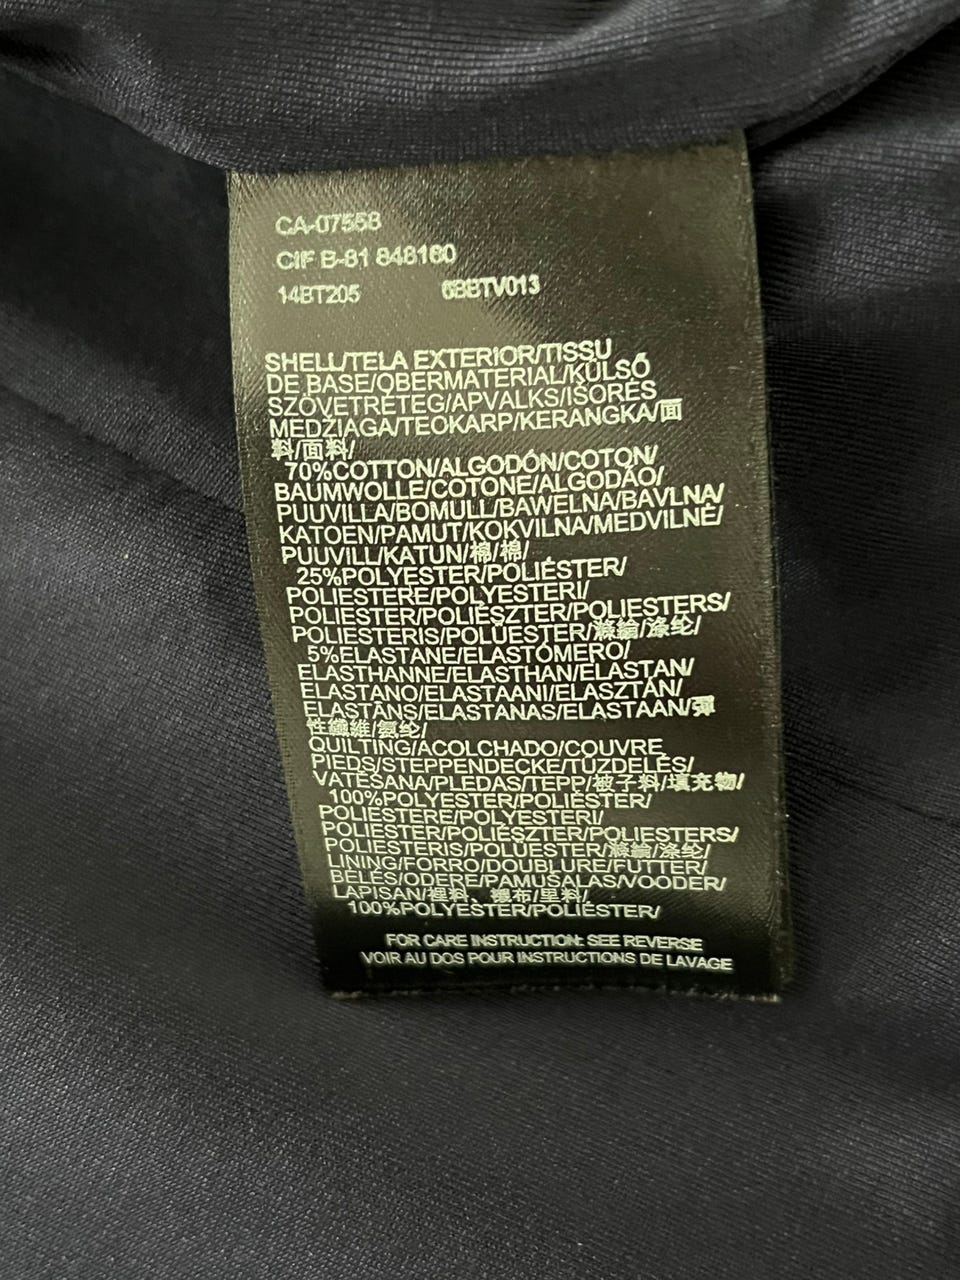 CA-07558
CIF B-81 848160
14BT205 6BBTV013
SHELL/TELA EXTERIOR/TISSU
DE BASE/OBERMATERIAL/KÜLSŐ
SZÖVETRÉTEG/APVALKS/IŠORĖS
MEDŽIAGA/TEOKARP/KERANGKA/面
料/面料/
70%COTTON/ALGODÓN/COTON/
BAUMWOLLE/COTONE/ALGODÃO/
PUUVILLA/BOMULL/BAWEŁNA/BAVLNA/
KATOEN/PAMUT/KOKVILNA/MEDVILNĖ/
PUUVILL/KATUN/棉/棉/
25%POLYESTER/POLIÉSTER/
POLIESTERE/POLYESTERI/
POLIESTER/POLIÉSZTER/POLIESTERS/
POLIESTERIS/POLÜESTER/滌綸/涤纶/
5%ELASTANE/ELASTÓMERO/
ELASTHANNE/ELASTHAN/ELASTAN/
ELASTANO/ELASTAANI/ELASZTÁN/
ELASTĀNS/ELASTANAS/ELASTAAN/彈
性纖維/氨纶/
QUILTING/ACOLCHADO/COUVRE
PIEDS/STEPPENDECKE/TŰZDELÉS/
VATĒŠANA/PLEDAS/TEPP/被子料/填充物/
100%POLYESTER/POLIÉSTER/
POLIESTERE/POLYESTERI/
POLIESTER/POLIÉSZTER/POLIESTERS/
POLIESTERIS/POLÜESTER/滌綸/涤纶/
LINING/FORRO/DOUBLURE/FUTTER/
BÉLÉS/ODERE/PAMUŠALAS/VOODER/
LAPISAN/裡料、襯布/里料/
100%POLYESTER/POLIÉSTER/
FOR CARE INSTRUCTION: SEE REVERSE
VOIR AU DOS POUR INSTRUCTIONS DE LAVAGE